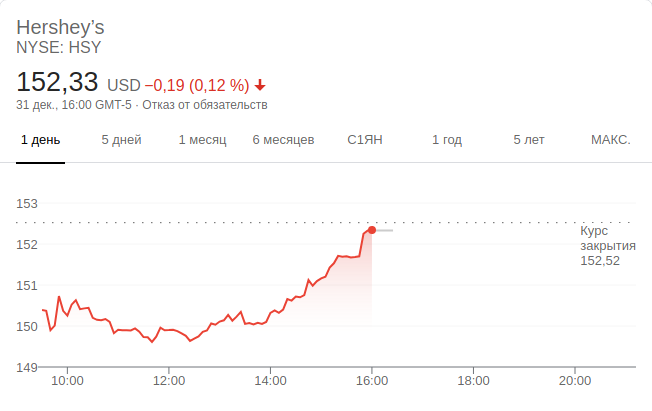 Hershey’s
NYSE: HSY
152,33 USD −0,19 (0,12 %)
31 дек., 16:00 GMT-5 · Отказ от обязательств
1 день 5 дней 1 месяц 6 месяцев С1ЯН 1 год 5 лет МАКС.
153
152
151
150
149
Курс
закрытия
152,52
10:00 12:00 14:00 16:00 18:00 20:00